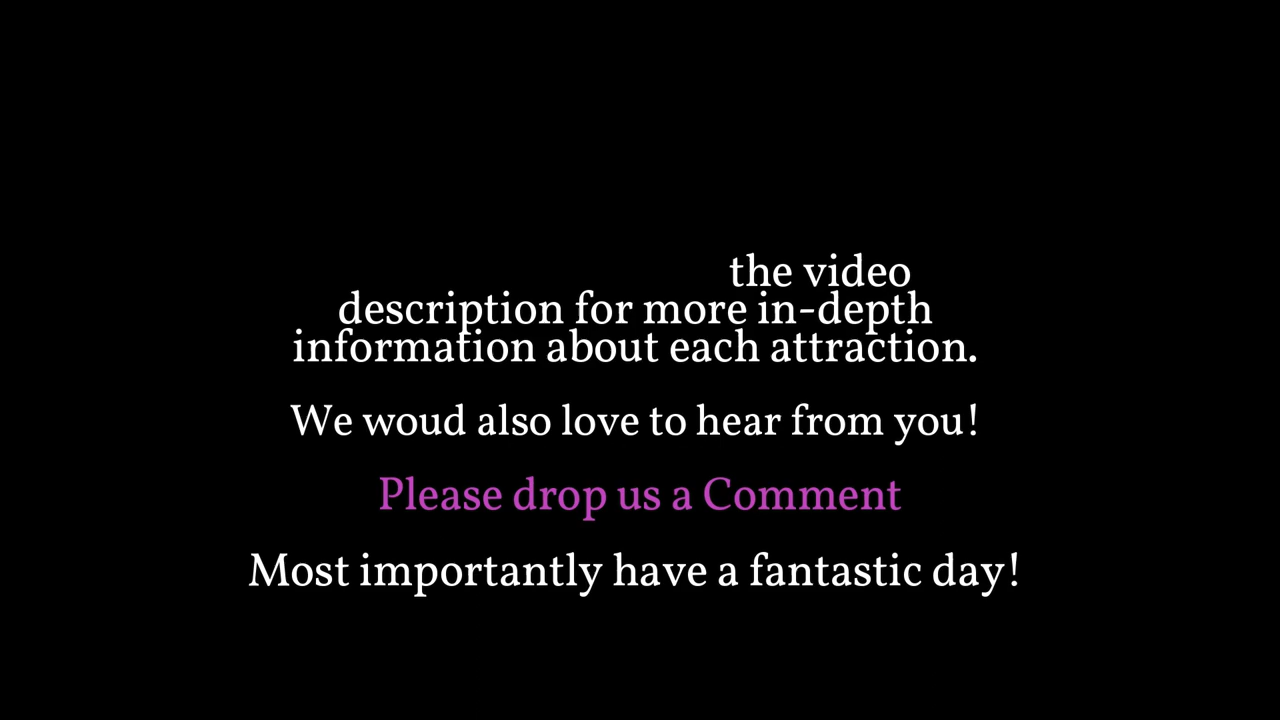 the video
description for more in-depth
information about each attraction.
We woud also love to hear from you!
Please drop us a Comment
Most importantly have a fantastic day!